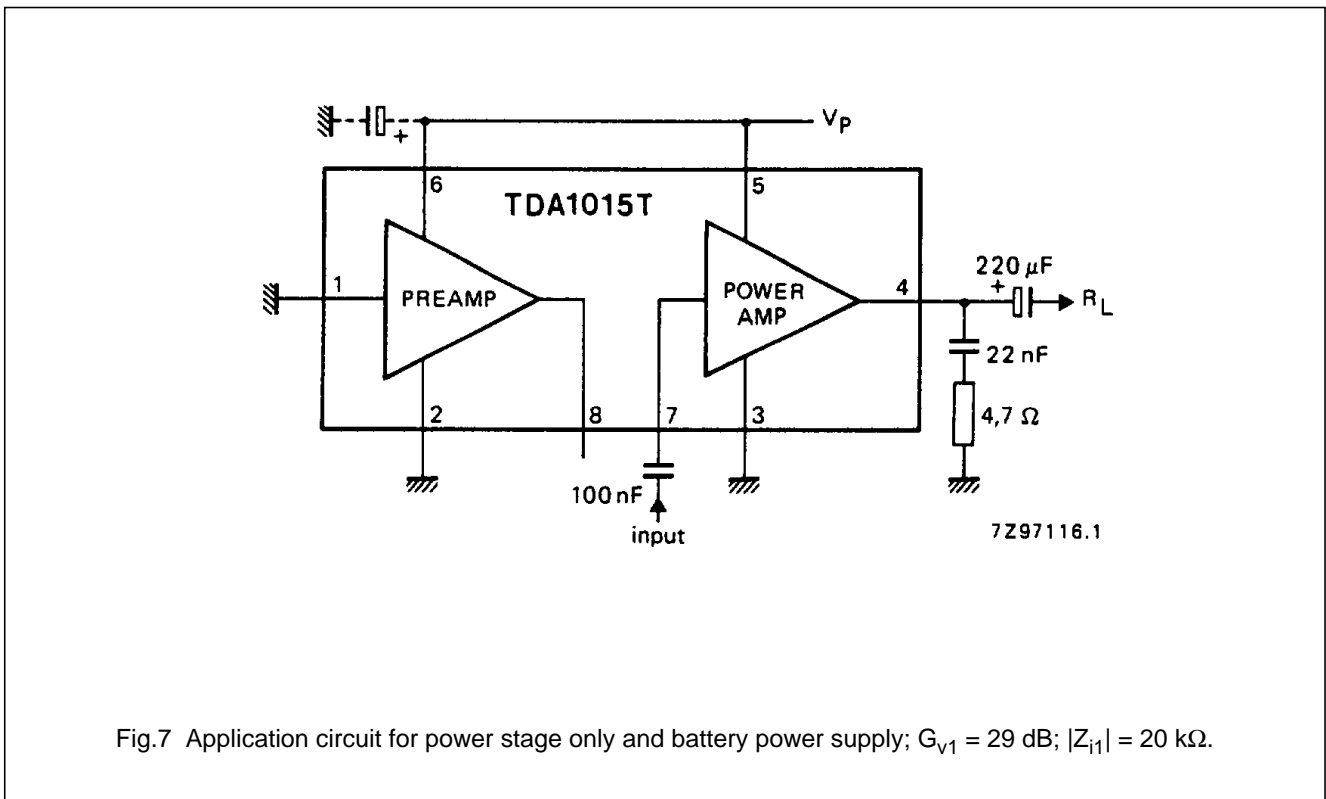 +
V_P
6
5
TDA1015T
1
PREAMP
POWER
AMP
4
220 µF
+
R_L
22 nF
4,7 Ω
2
8
7
3
100 nF
input
7Z97116.1
Fig.7 Application circuit for power stage only and battery power supply; G_v1 = 29 dB; |Z_i1| = 20 kΩ.